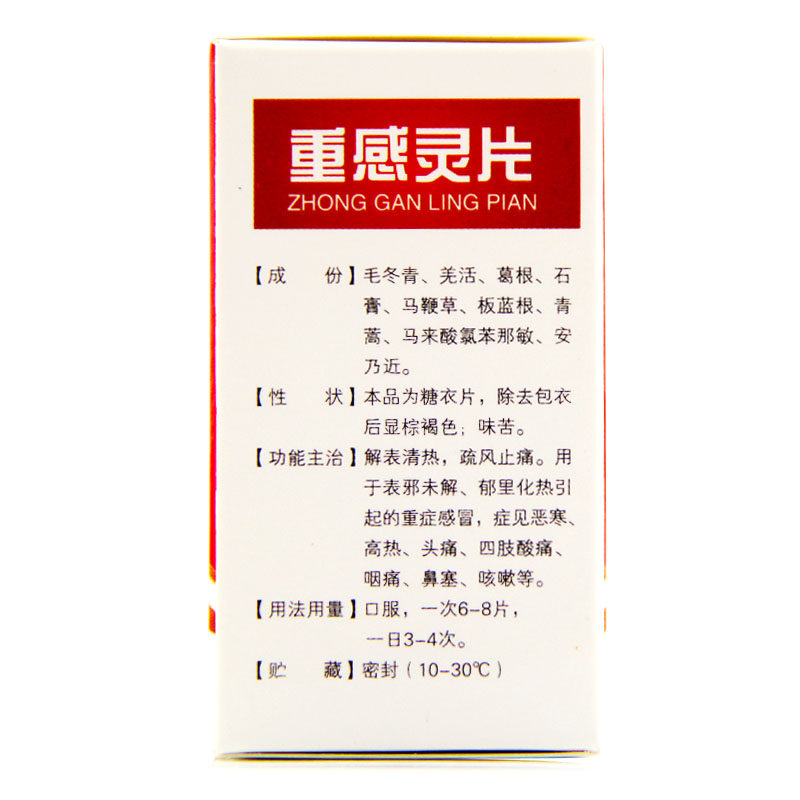 重感灵片
ZHONG GAN LING PIAN
【成 份】毛冬青、羌活、葛根、石
膏、马鞭草、板蓝根、青
蒿、马来酸氯苯那敏、安
乃近。
【性 状】本品为糖衣片，除去包衣
后显棕褐色；味苦。
【功能主治】解表清热，疏风止痛。用
于表邪未解、郁里化热引
起的重症感冒，症见恶寒、
高热、头痛、四肢酸痛、
咽痛、鼻塞、咳嗽等。
【用法用量】口服，一次6-8片，
一日3-4次。
【贮 藏】密封（10-30℃）